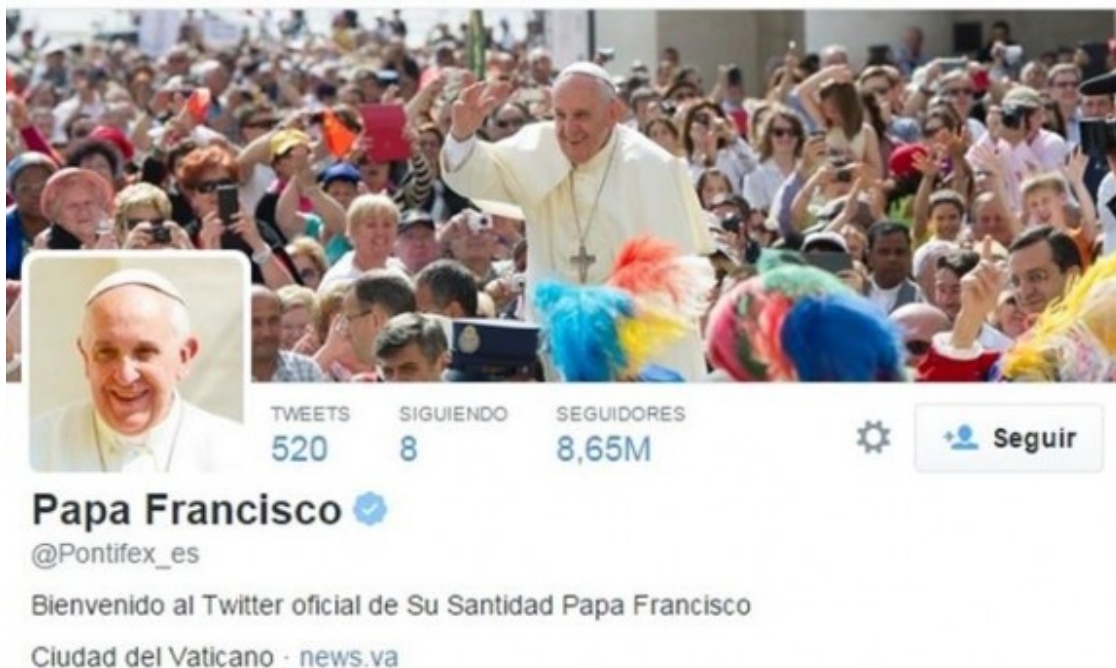 TWEETS SIGUIENDO SEGUIDORES
520 8 8,65M
Seguir
Papa Francisco
@Pontifex_es
Bienvenido al Twitter oficial de Su Santidad Papa Francisco
Ciudad del Vaticano · news.va